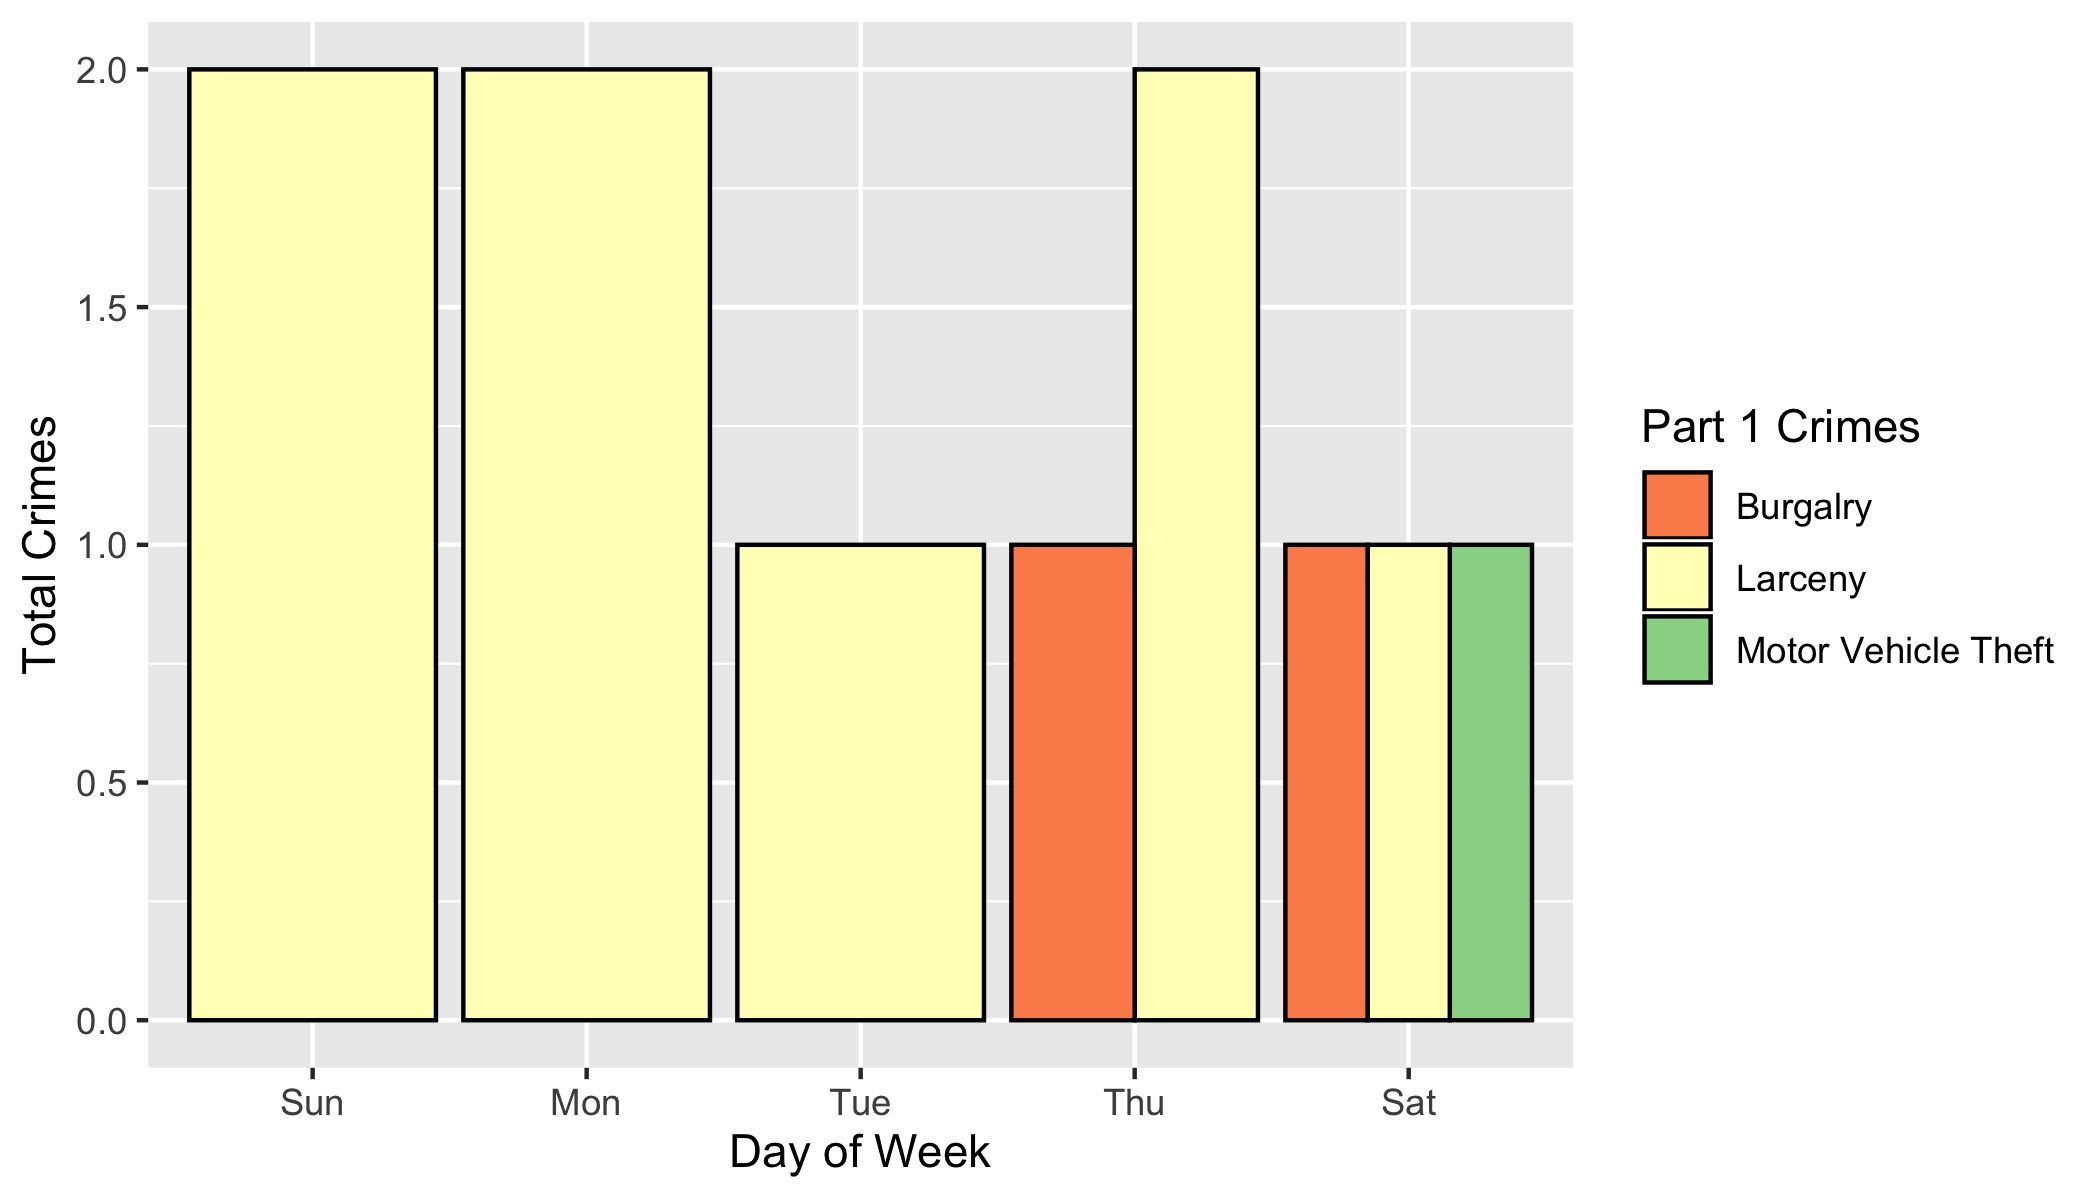 2.0
1.5
1.0
0.5
0.0
Total Crimes
Sun Mon Tue Thu Sat
Day of Week
Part 1 Crimes
Burgalry
Larceny
Motor Vehicle Theft